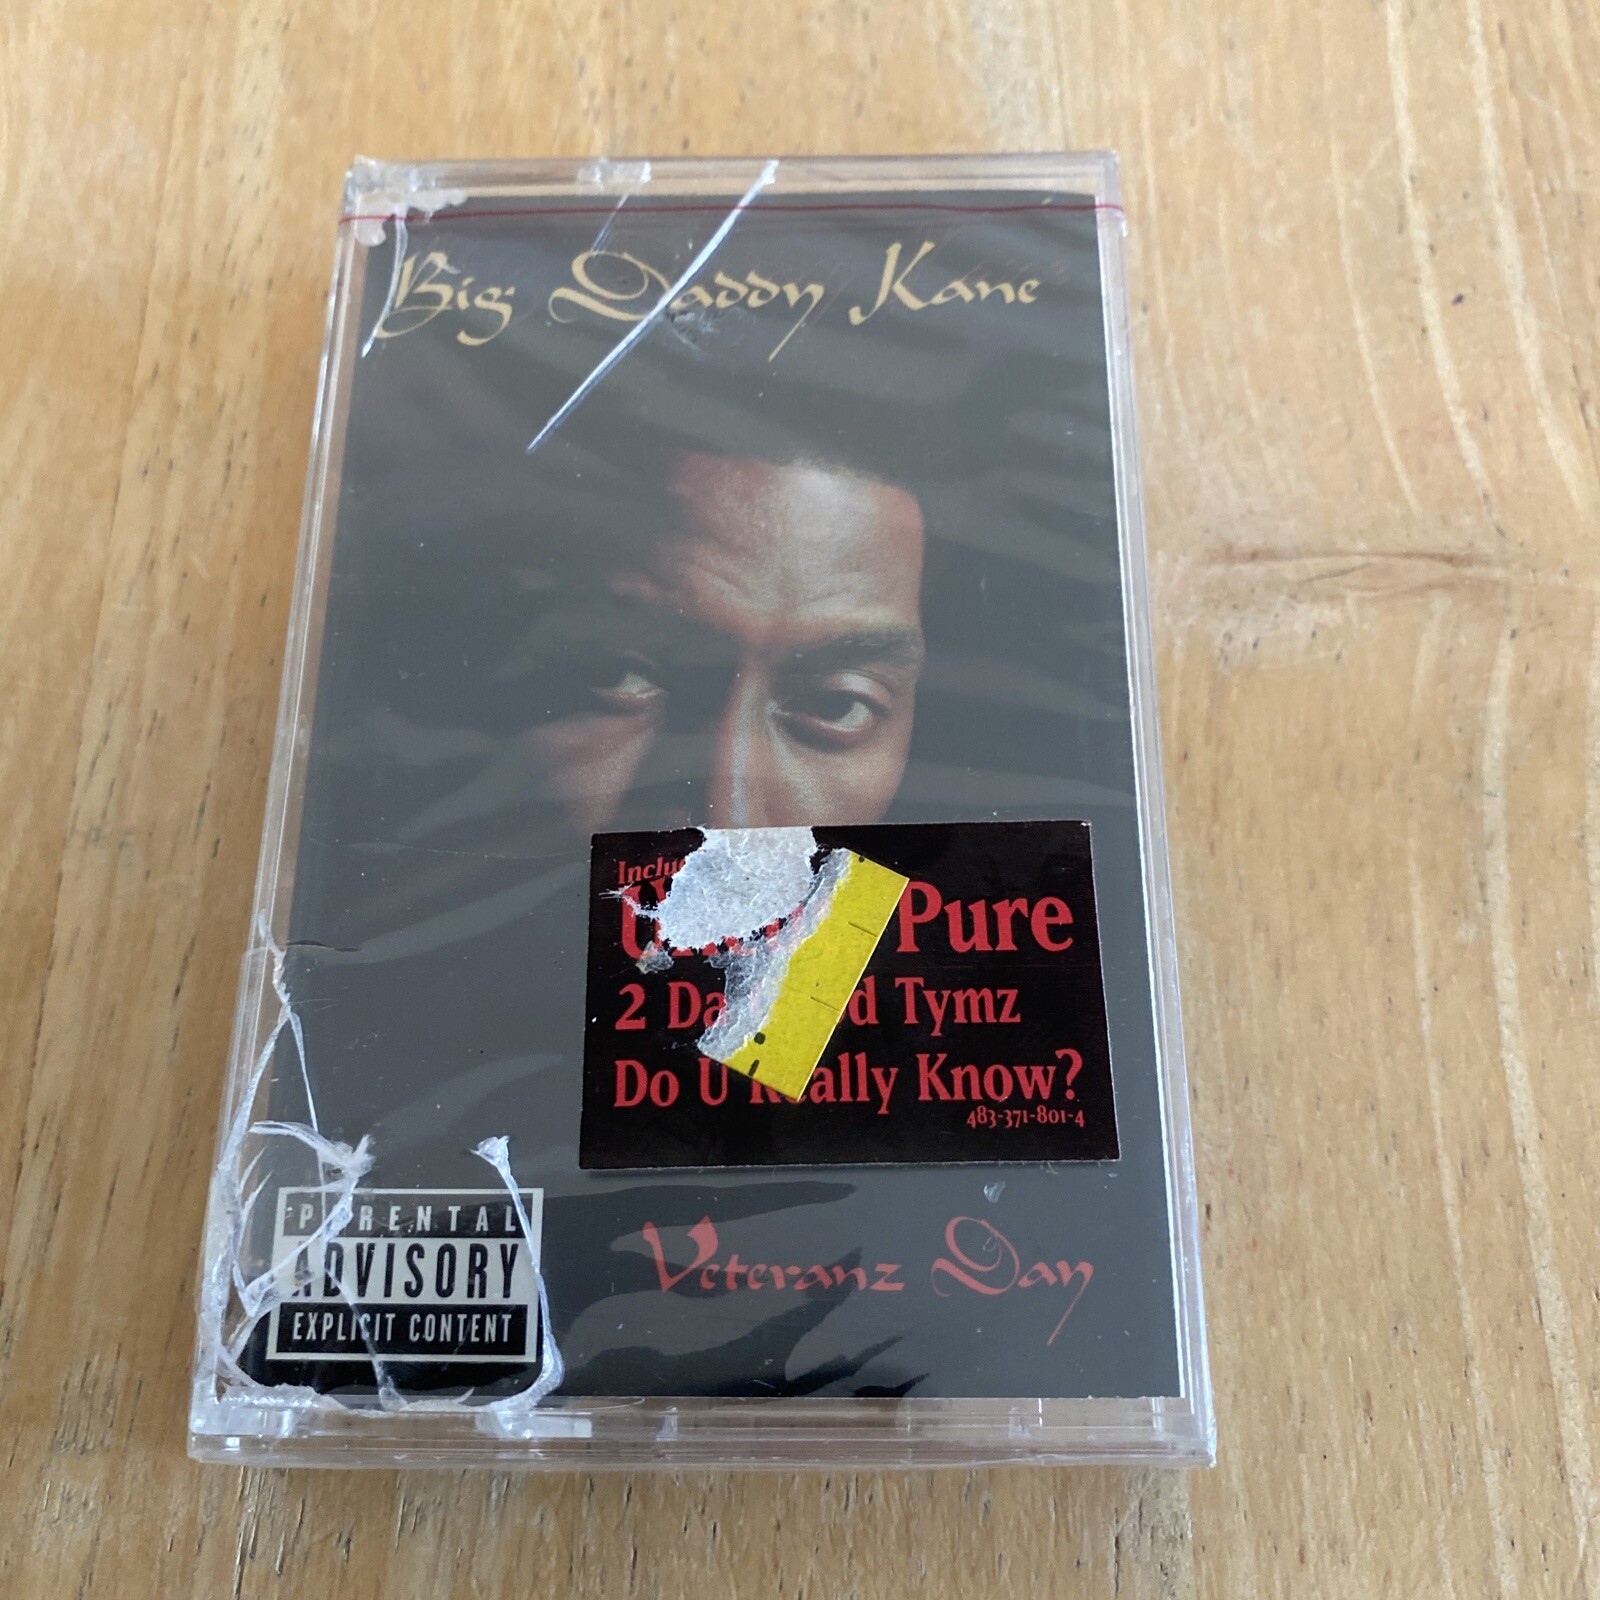 Big Daddy Kane
Pure
2 Da Tymz
Do U Really Know?
483-371-801-4
PARENTAL
ADVISORY
EXPLICIT CONTENT
Veteranz Day